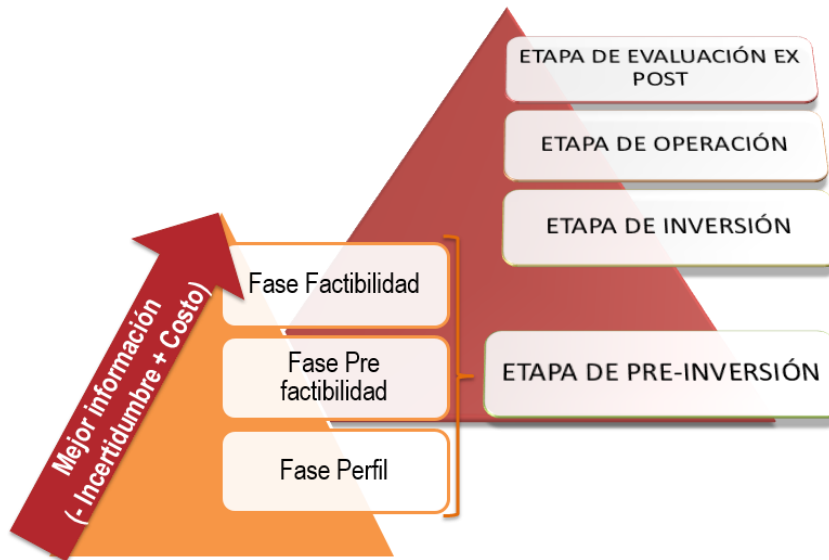 ETAPA DE EVALUACIÓN EX
POST
ETAPA DE OPERACIÓN
ETAPA DE INVERSIÓN
ETAPA DE PRE-INVERSIÓN
Fase Factibilidad
Fase Pre
factibilidad
Fase Perfil
Mejor información
(- Incertidumbre + Costo)